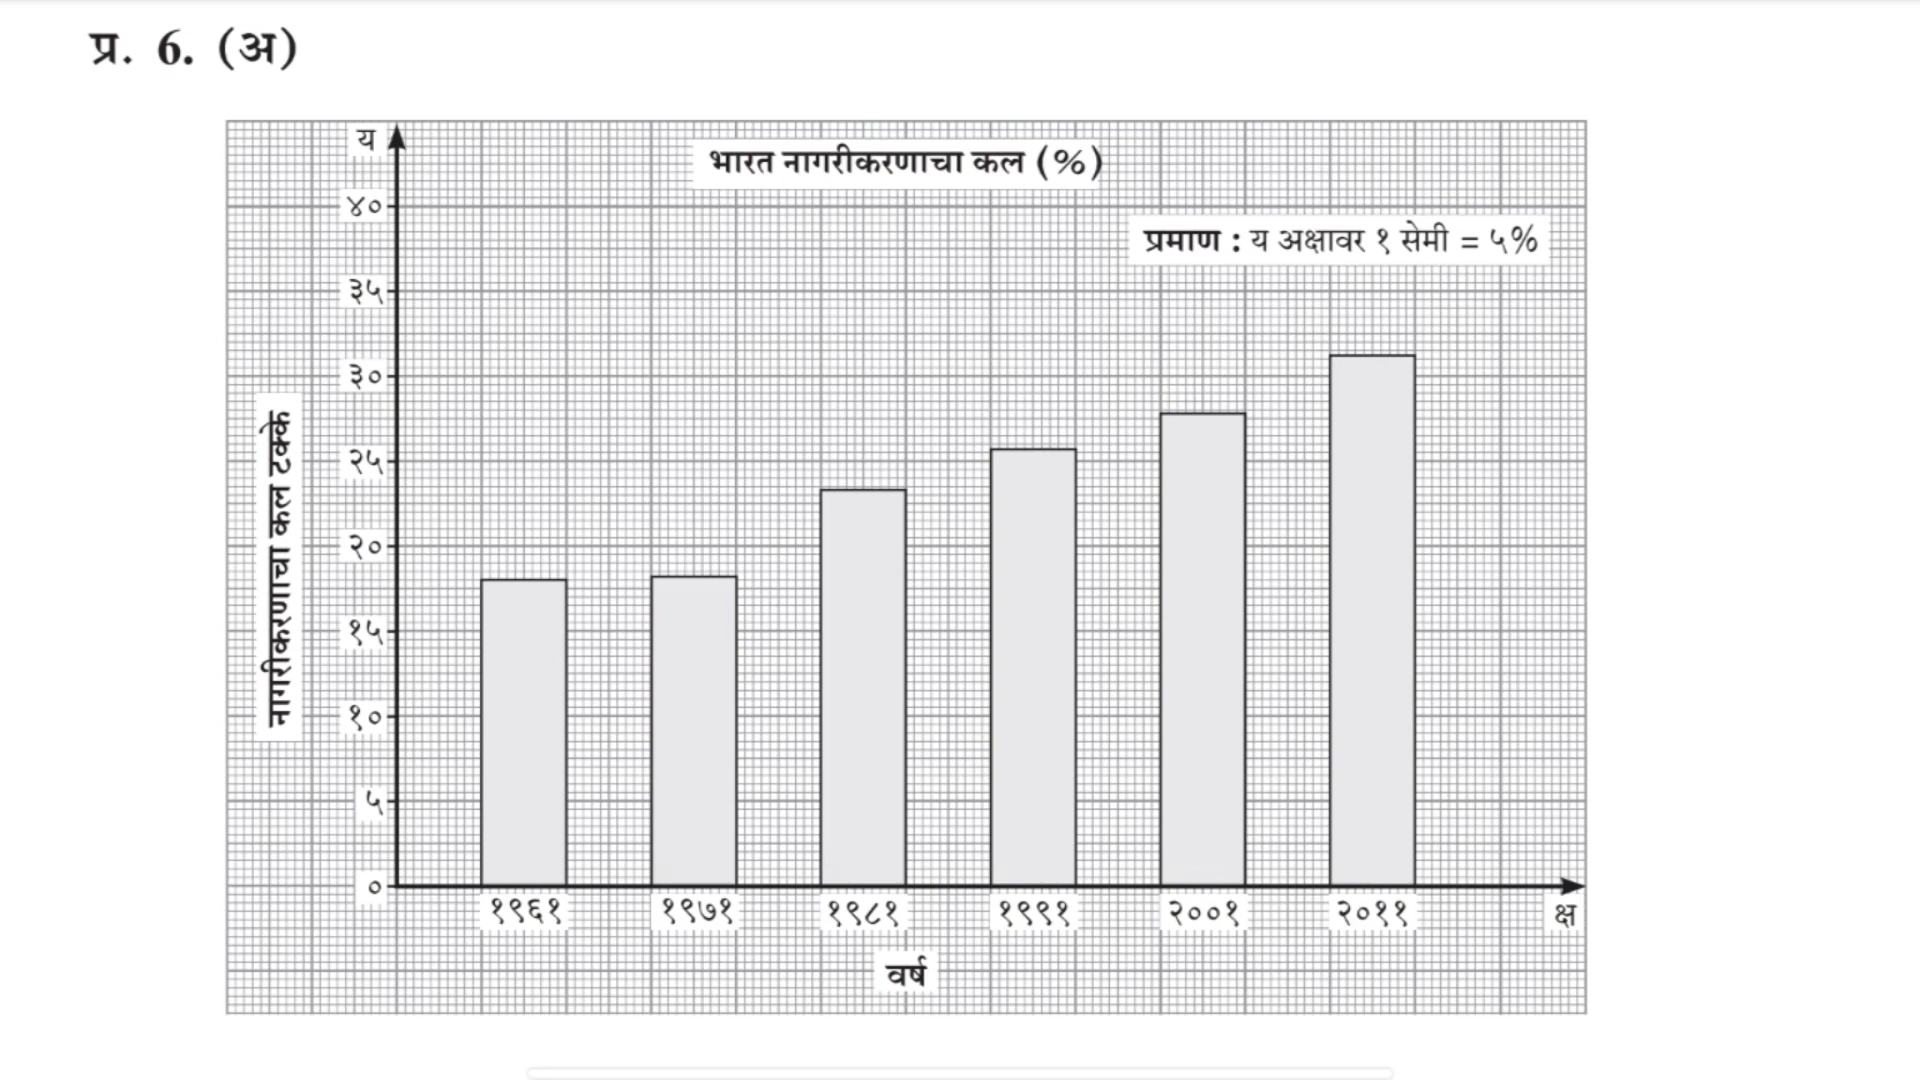 प्र. 6. (अ)
य
भारत नागरीकरणाचा कल (%)
४०
प्रमाण : य अक्षावर १ सेमी = ५%
३५
३०
२५
२०
१५
१०
५
०
नागरीकरणाचा कल टक्के
१९६१ १९७१ १९८१ १९९१ २००१ २०११ क्ष
वर्ष